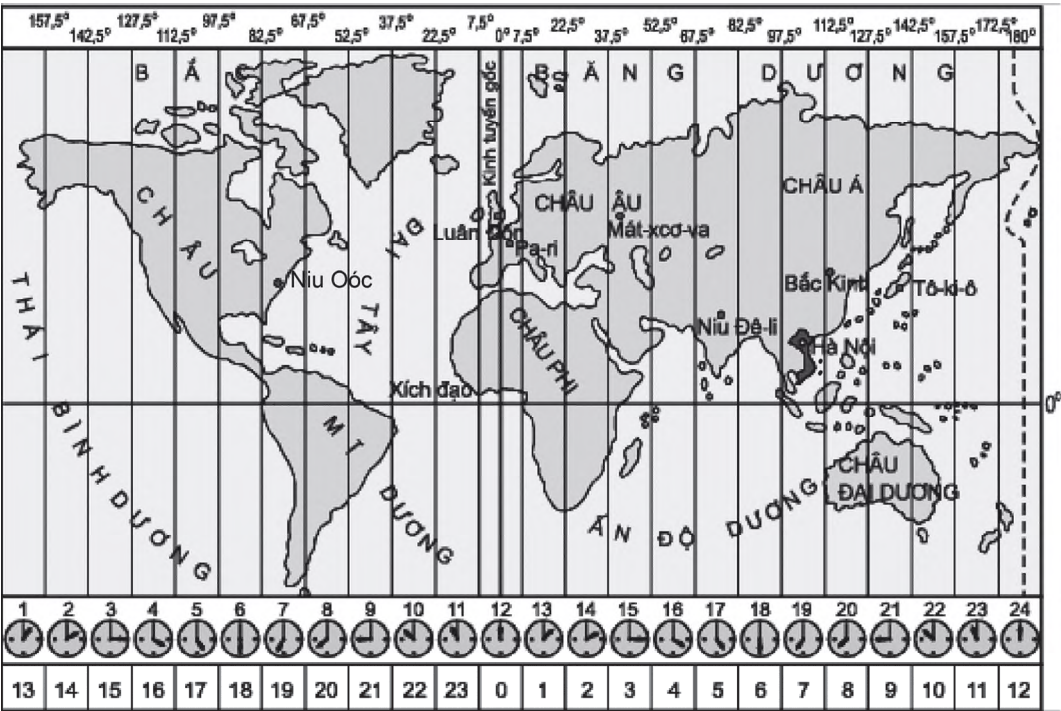 157,5° 127,5° 97,5° 67,5° 37,5° 7,5° 22,5° 52,5° 82,5° 112,5° 142,5° 172,5°
142,5° 112,5° 82,5° 52,5° 22,5° 0° 7,5° 37,5° 67,5° 97,5° 127,5° 157,5° 180°
BẮC BĂNG DƯƠNG
Kinh tuyến gốc
CHÂU
MĨ
CHÂU ÂU
CHÂU Á
ĐẠI
TÂY
DƯƠNG
Luân Đôn
Pa-ri
Mát-xcơ-va
Niu Oóc
Bắc Kinh
Tô-ki-ô
THÁI
BÌNH DƯƠNG
CHÂU PHI
Niu Đê-li
Hà Nội
Xích đạo
0°
CHÂU
ĐẠI DƯƠNG
ẤN ĐỘ DƯƠNG
1 2 3 4 5 6 7 8 9 10 11 12 13 14 15 16 17 18 19 20 21 22 23 24
13 14 15 16 17 18 19 20 21 22 23 0 1 2 3 4 5 6 7 8 9 10 11 12